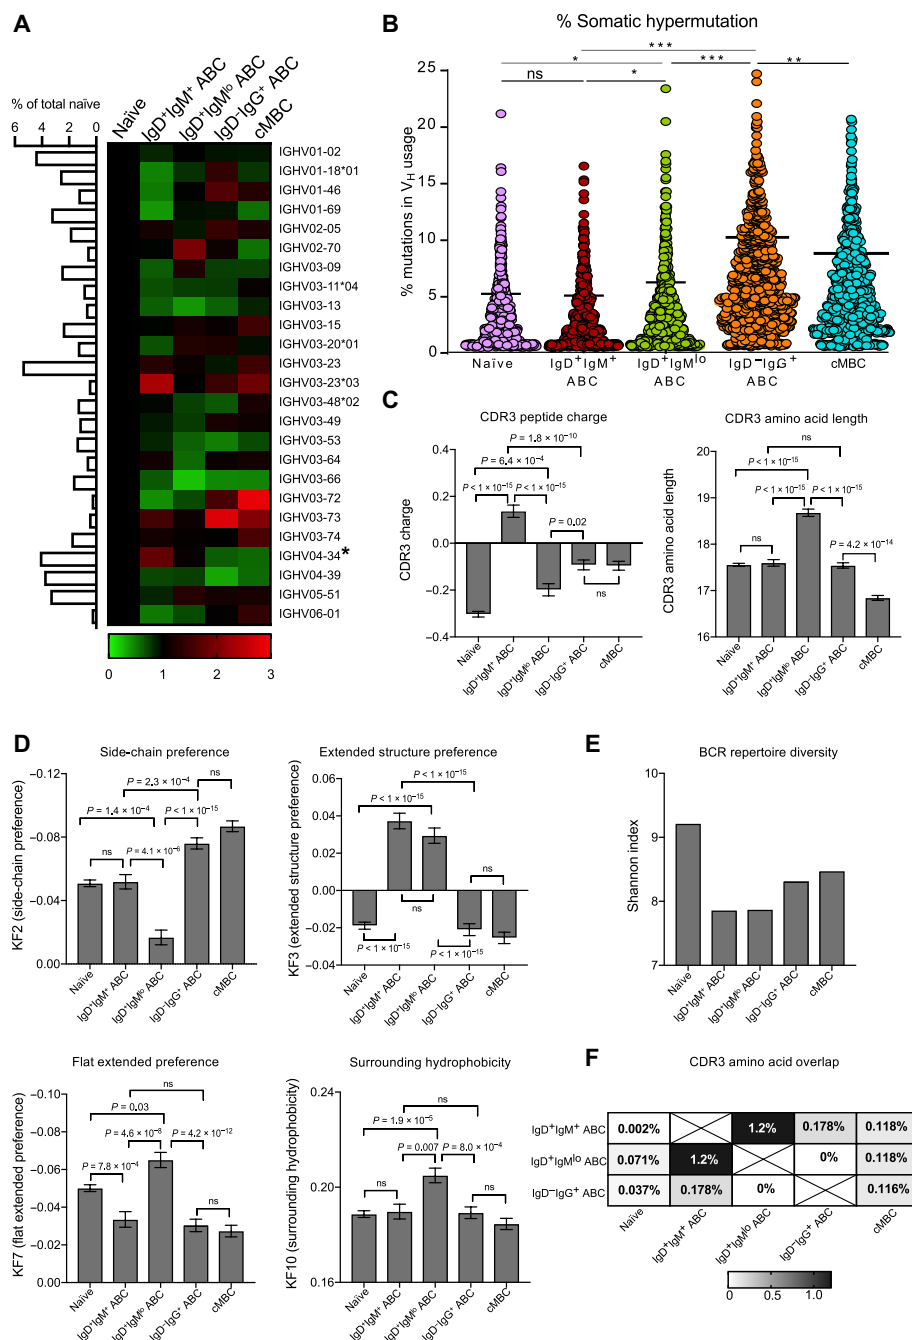 A
% of total naïve
6 4 2 0
Naïve
IgD⁺IgM⁺ ABC
IgD⁺IgMˡᵒ ABC
IgD⁻IgG⁺ ABC
cMBC
IGHV01-02
IGHV01-18*01
IGHV01-46
IGHV01-69
IGHV02-05
IGHV02-70
IGHV03-09
IGHV03-11*04
IGHV03-13
IGHV03-15
IGHV03-20*01
IGHV03-23
IGHV03-23*03
IGHV03-48*02
IGHV03-49
IGHV03-53
IGHV03-64
IGHV03-66
IGHV03-72
IGHV03-73
IGHV03-74
IGHV04-34*
IGHV04-39
IGHV05-51
IGHV06-01
0 1 2 3
B
% Somatic hypermutation
% mutations in V_H usage
25
20
15
10
5
0
***
* *** **
ns *
Naïve
IgD⁺IgM⁺ ABC
IgD⁺IgMˡᵒ ABC
IgD⁻IgG⁺ ABC
cMBC
C
CDR3 peptide charge
CDR3 charge
0.4
0.2
0.0
−0.2
−0.4
P = 1.8 × 10⁻¹⁰
P = 6.4 × 10⁻⁴
P < 1 × 10⁻¹⁵ P < 1 × 10⁻¹⁵
P = 0.02
ns
Naïve
IgD⁺IgM⁺ ABC
IgD⁺IgMˡᵒ ABC
IgD⁻IgG⁺ ABC
cMBC
CDR3 amino acid length
CDR3 amino acid length
20
19
18
17
16
ns
P < 1 × 10⁻¹⁵
P < 1 × 10⁻¹⁵ P < 1 × 10⁻¹⁵
ns
P = 4.2 × 10⁻¹⁴
Naïve
IgD⁺IgM⁺ ABC
IgD⁺IgMˡᵒ ABC
IgD⁻IgG⁺ ABC
cMBC
D
Side-chain preference
KF2 (side-chain preference)
−0.12
−0.08
−0.04
0.00
ns
P = 2.3 × 10⁻⁴
P = 1.4 × 10⁻⁴ P < 1 × 10⁻¹⁵
ns P = 4.1 × 10⁻⁶
Naïve
IgD⁺IgM⁺ ABC
IgD⁺IgMˡᵒ ABC
IgD⁻IgG⁺ ABC
cMBC
Extended structure preference
KF3 (extended structure preference)
0.06
0.04
0.02
0.00
−0.02
−0.04
P < 1 × 10⁻¹⁵
P < 1 × 10⁻¹⁵
ns
ns
P < 1 × 10⁻¹⁵ P < 1 × 10⁻¹⁵
Naïve
IgD⁺IgM⁺ ABC
IgD⁺IgMˡᵒ ABC
IgD⁻IgG⁺ ABC
cMBC
E
BCR repertoire diversity
Shannon index
10
9
8
7
Naïve
IgD⁺IgM⁺ ABC
IgD⁺IgMˡᵒ ABC
IgD⁻IgG⁺ ABC
cMBC
Flat extended preference
KF7 (flat extended preference)
−0.10
−0.08
−0.06
−0.04
−0.02
0.00
ns
P = 0.03
P = 4.6 × 10⁻⁸ P = 4.2 × 10⁻¹²
P = 7.8 × 10⁻⁴
ns
Naïve
IgD⁺IgM⁺ ABC
IgD⁺IgMˡᵒ ABC
IgD⁻IgG⁺ ABC
cMBC
Surrounding hydrophobicity
KF10 (surrounding hydrophobicity)
0.24
0.20
0.16
ns
P = 1.9 × 10⁻⁵
P = 0.007 P = 8.0 × 10⁻⁴
ns ns
Naïve
IgD⁺IgM⁺ ABC
IgD⁺IgMˡᵒ ABC
IgD⁻IgG⁺ ABC
cMBC
F
CDR3 amino acid overlap
IgD⁺IgM⁺ ABC 0.002% 1.2% 0.178% 0.118%
IgD⁺IgMˡᵒ ABC 0.071% 1.2% 0% 0.118%
IgD⁻IgG⁺ ABC 0.037% 0.178% 0% 0.116%
Naïve
IgD⁺IgM⁺ ABC
IgD⁺IgMˡᵒ ABC
IgD⁻IgG⁺ ABC
cMBC
0 0.5 1.0